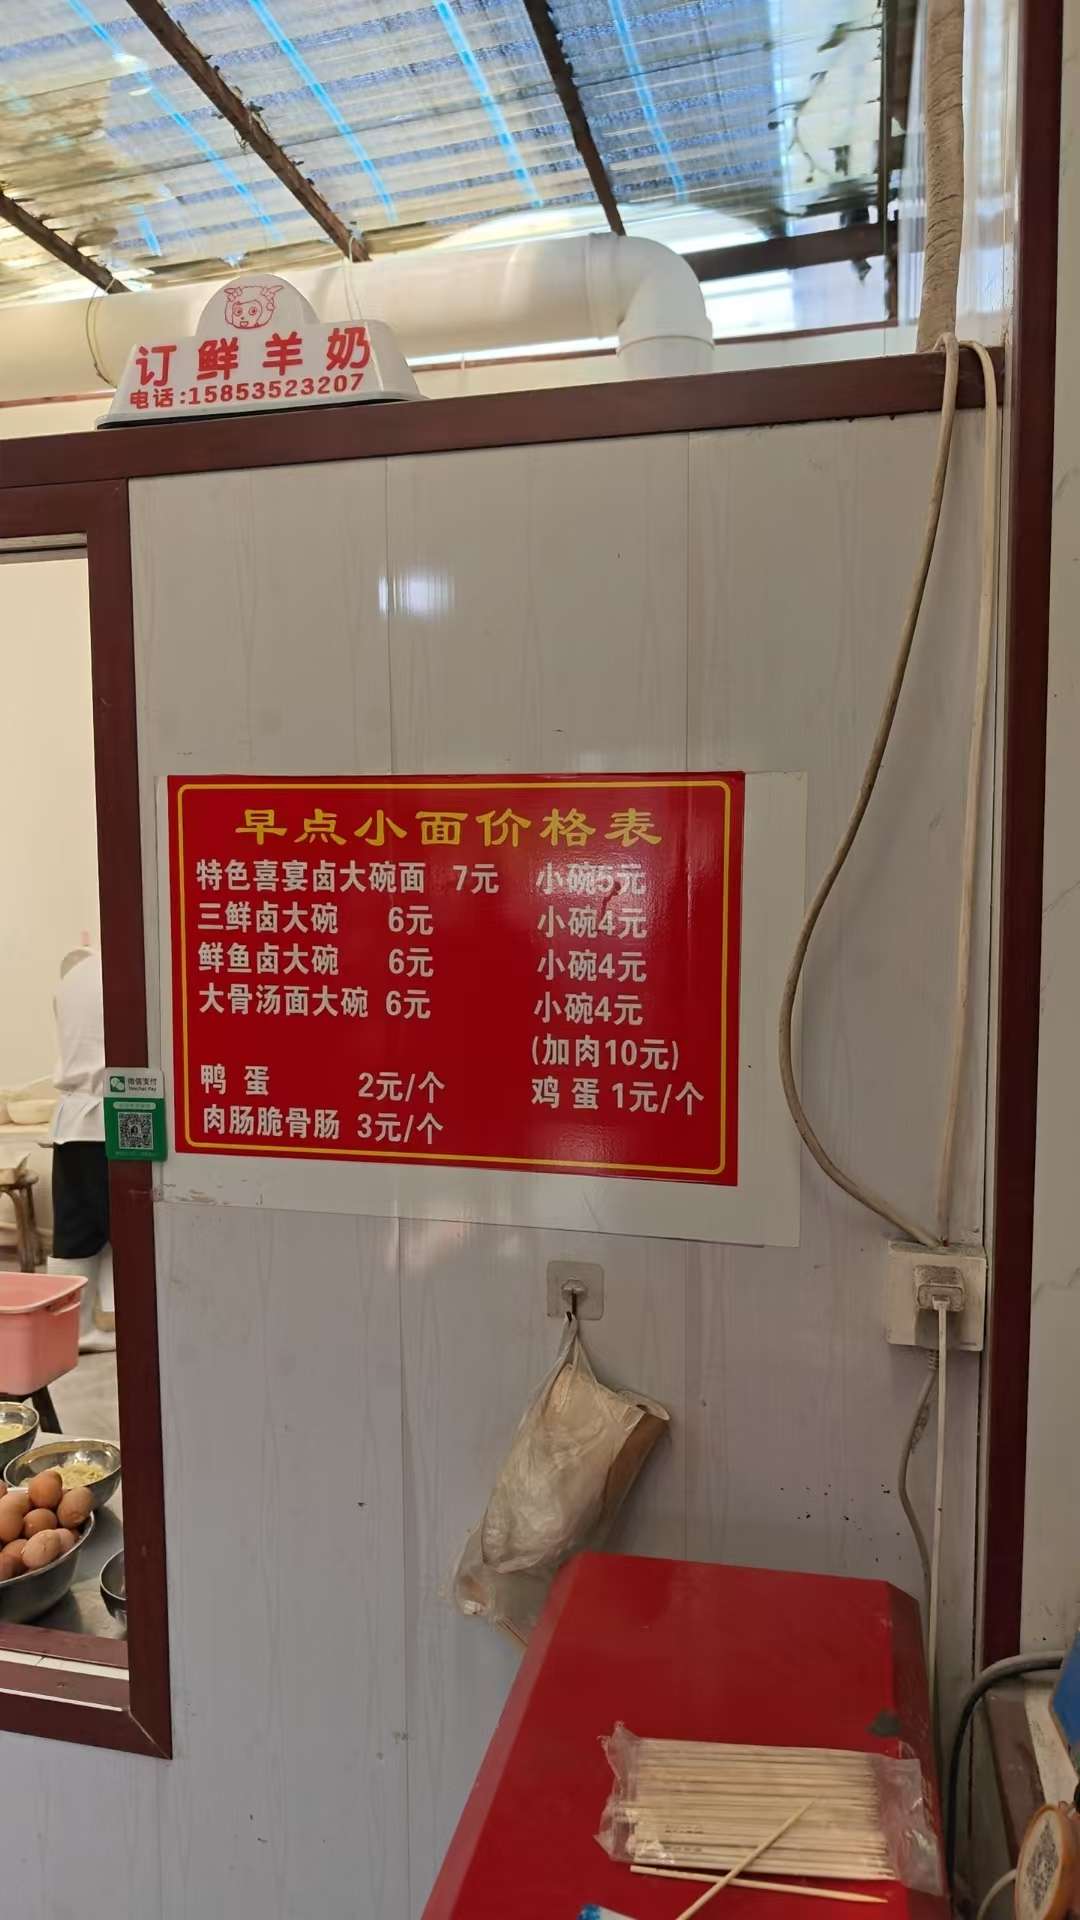 订鲜羊奶
电话:15853523207
早点小面价格表
特色喜宴卤大碗面 7元 小碗5元
三鲜卤大碗 6元 小碗4元
鲜鱼卤大碗 6元 小碗4元
大骨汤面大碗 6元 小碗4元
(加肉10元)
鸭蛋 2元/个 鸡蛋 1元/个
肉肠脆骨肠 3元/个
微信支付